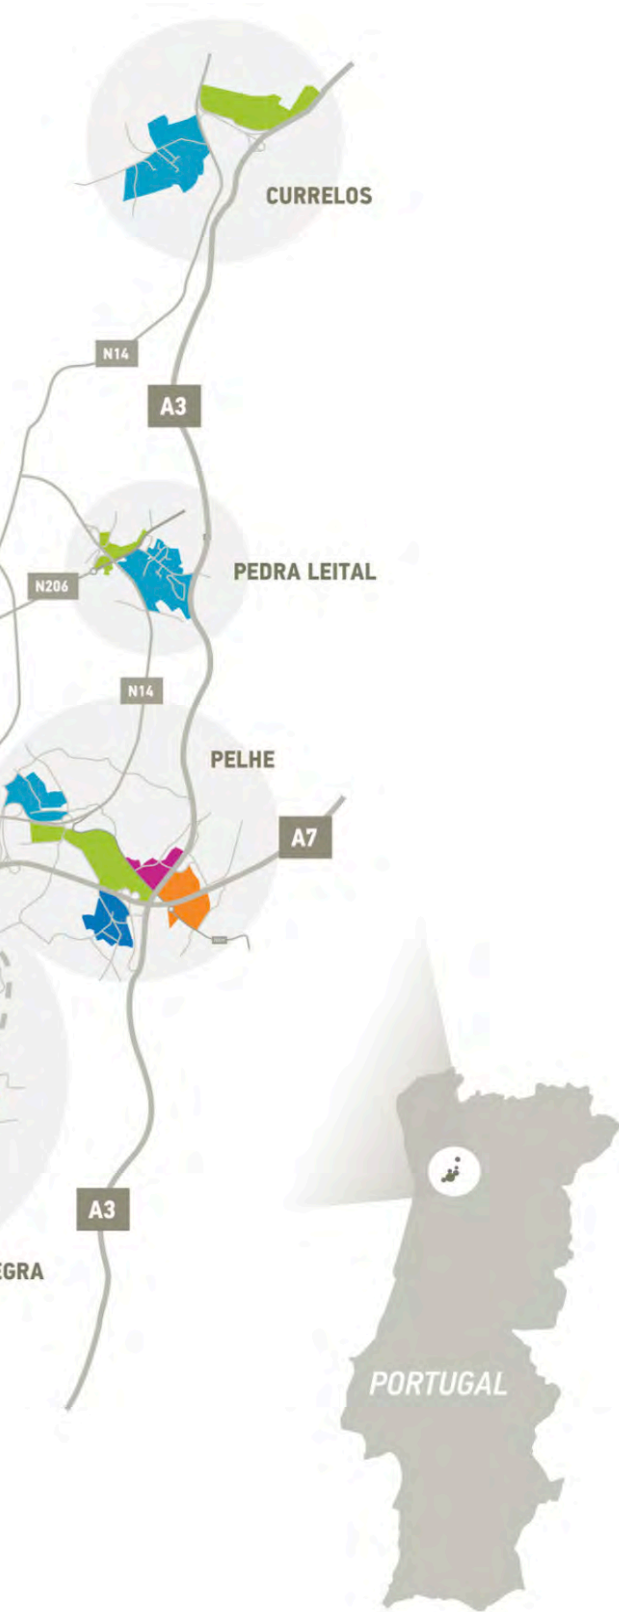 CURRELOS
N14
A3
PEDRA LEITAL
N206
N14
PELHE
A7
A3
EGRA
PORTUGAL